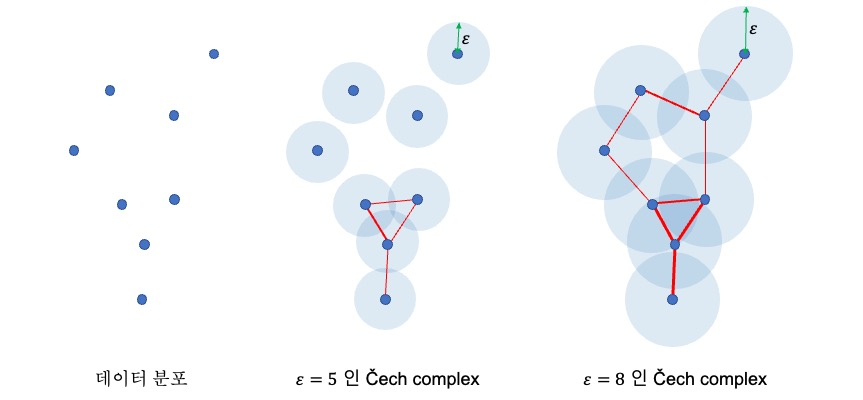 ε
ε
데이터 분포
ε = 5 인 Čech complex
ε = 8 인 Čech complex